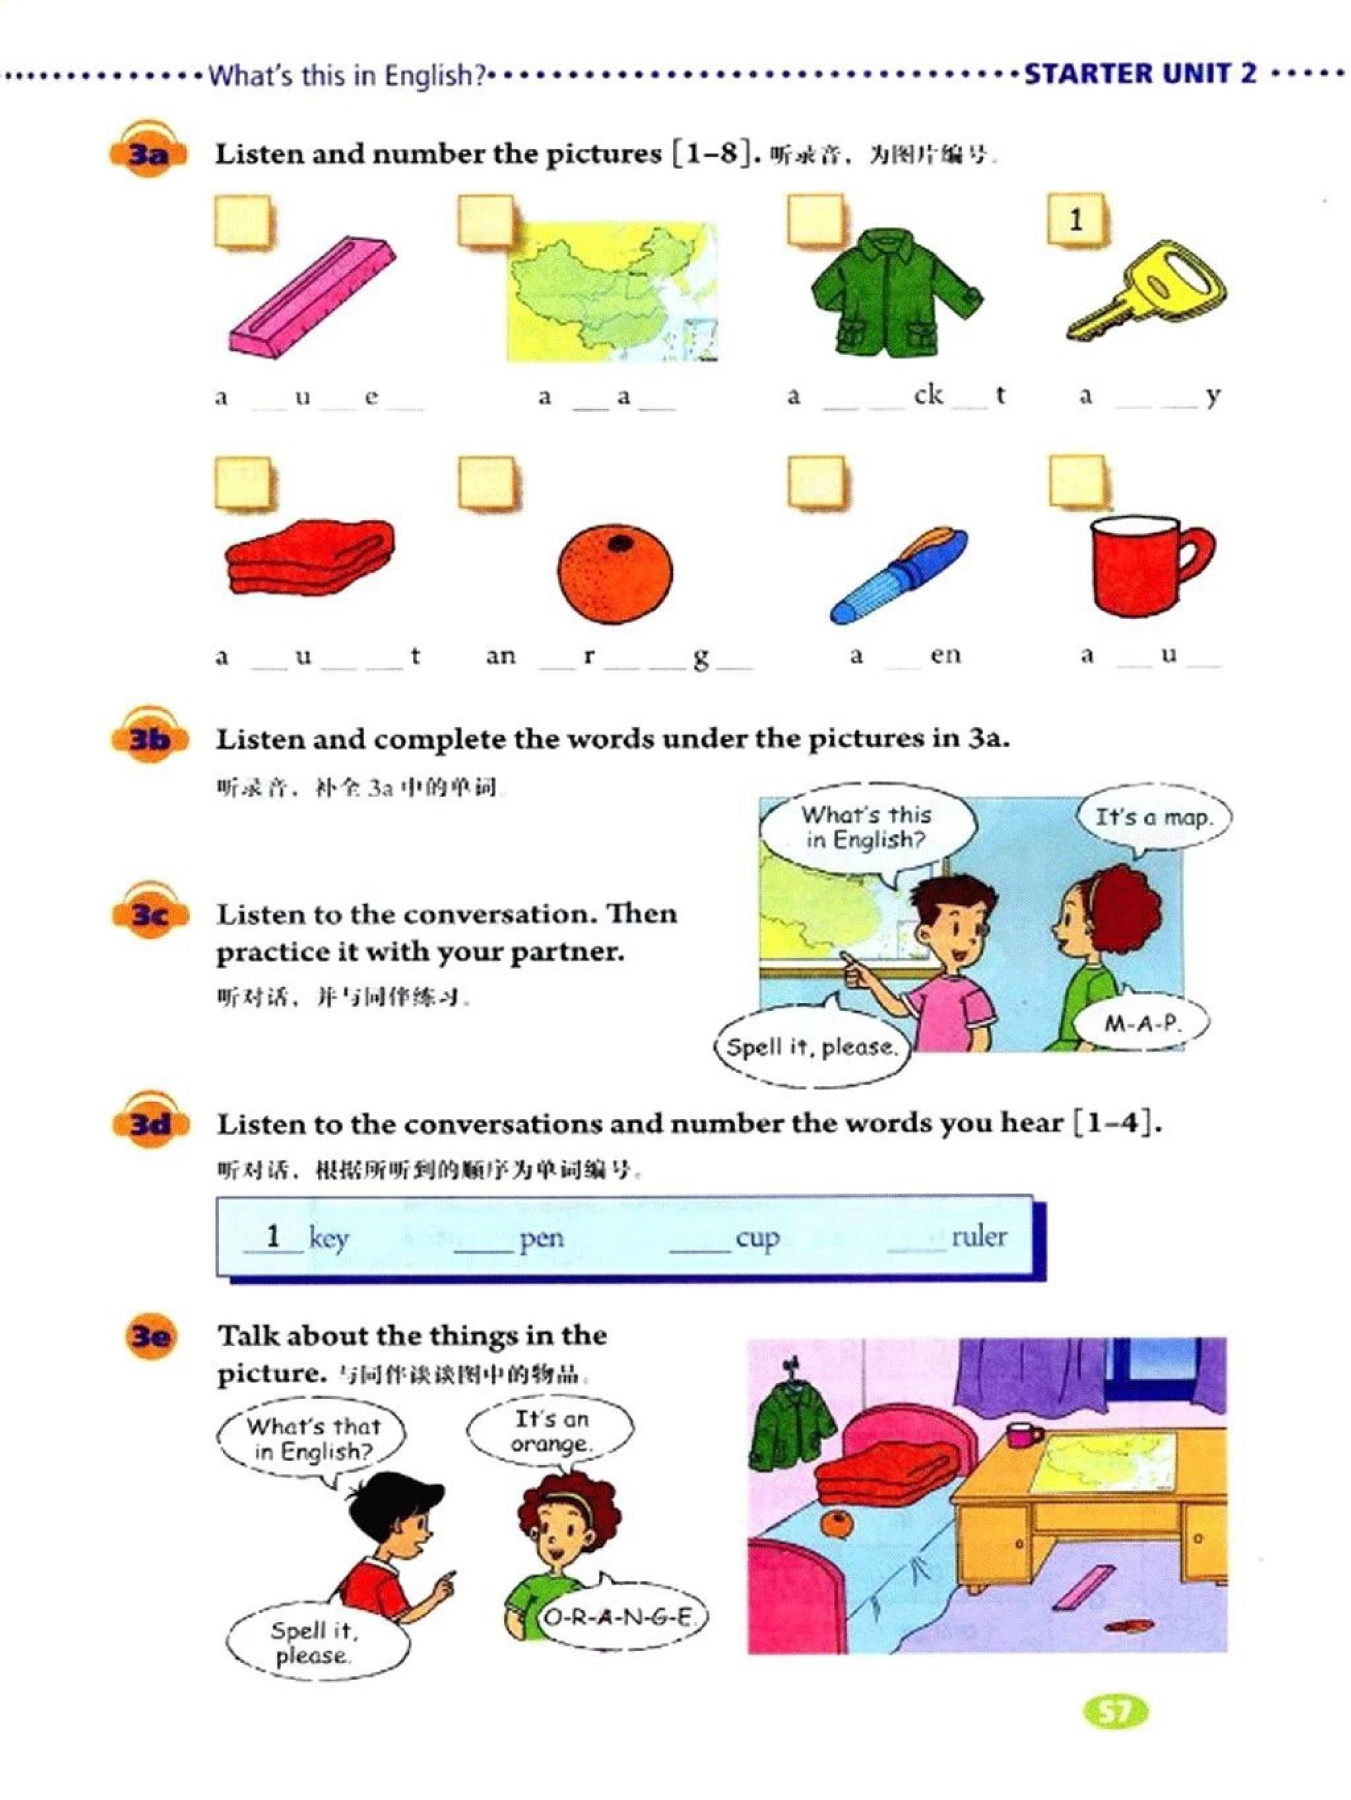 What's this in English?
STARTER UNIT 2
3a
Listen and number the pictures [1–8]. 听录音，为图片编号。
1
a __ u __ e __
a __ a __
a __ __ ck __ t
a __ __ y
a __ u __ __ t
an __ r __ __ g __
a __ en
a __ u __
3b
Listen and complete the words under the pictures in 3a.
听录音，补全 3a 中的单词。
What's this
in English?
It's a map.
3c
Listen to the conversation. Then
practice it with your partner.
听对话，并与同伴练习。
Spell it, please.
M-A-P.
3d
Listen to the conversations and number the words you hear [1–4].
听对话，根据所听到的顺序为单词编号。
1 key
____ pen
____ cup
____ ruler
3e
Talk about the things in the
picture. 与同伴谈谈图中的物品。
What's that
in English?
It's an
orange.
Spell it,
please.
O-R-A-N-G-E.
S7